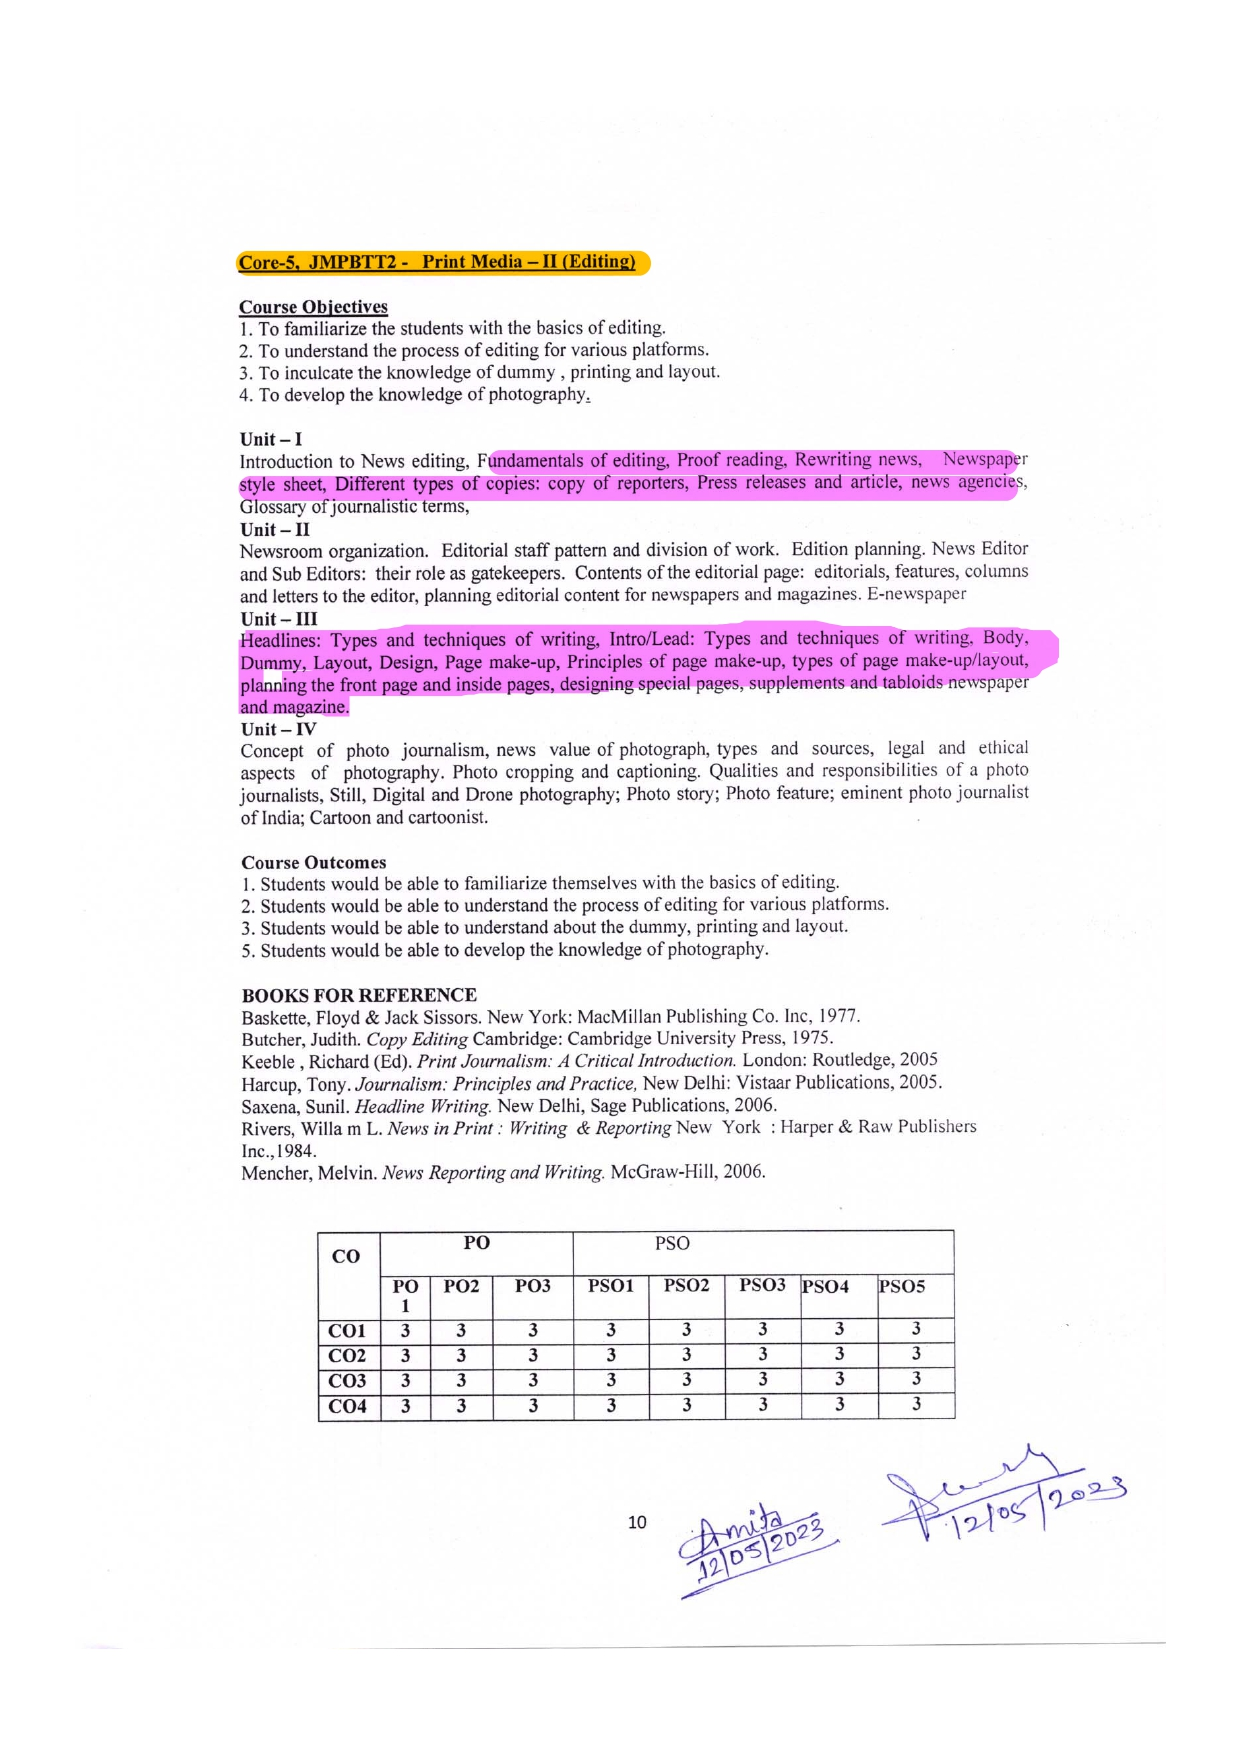 Core-5, JMPBTT2 - Print Media – II (Editing)
Course Objectives
1. To familiarize the students with the basics of editing.
2. To understand the process of editing for various platforms.
3. To inculcate the knowledge of dummy , printing and layout.
4. To develop the knowledge of photography.
Unit – I
Introduction to News editing, Fundamentals of editing, Proof reading, Rewriting news, Newspaper
style sheet, Different types of copies: copy of reporters, Press releases and article, news agencies,
Glossary of journalistic terms,
Unit – II
Newsroom organization. Editorial staff pattern and division of work. Edition planning. News Editor
and Sub Editors: their role as gatekeepers. Contents of the editorial page: editorials, features, columns
and letters to the editor, planning editorial content for newspapers and magazines. E-newspaper
Unit – III
Headlines: Types and techniques of writing, Intro/Lead: Types and techniques of writing, Body,
Dummy, Layout, Design, Page make-up, Principles of page make-up, types of page make-up/layout,
planning the front page and inside pages, designing special pages, supplements and tabloids newspaper
and magazine.
Unit – IV
Concept of photo journalism, news value of photograph, types and sources, legal and ethical
aspects of photography. Photo cropping and captioning. Qualities and responsibilities of a photo
journalists, Still, Digital and Drone photography; Photo story; Photo feature; eminent photo journalist
of India; Cartoon and cartoonist.
Course Outcomes
1. Students would be able to familiarize themselves with the basics of editing.
2. Students would be able to understand the process of editing for various platforms.
3. Students would be able to understand about the dummy, printing and layout.
5. Students would be able to develop the knowledge of photography.
BOOKS FOR REFERENCE
Baskette, Floyd & Jack Sissors. New York: MacMillan Publishing Co. Inc, 1977.
Butcher, Judith. Copy Editing Cambridge: Cambridge University Press, 1975.
Keeble , Richard (Ed). Print Journalism: A Critical Introduction. London: Routledge, 2005
Harcup, Tony. Journalism: Principles and Practice, New Delhi: Vistaar Publications, 2005.
Saxena, Sunil. Headline Writing. New Delhi, Sage Publications, 2006.
Rivers, Willa m L. News in Print : Writing & Reporting New York : Harper & Raw Publishers
Inc.,1984.
Mencher, Melvin. News Reporting and Writing. McGraw-Hill, 2006.
CO PO PSO
PO 1 PO2 PO3 PSO1 PSO2 PSO3 PSO4 PSO5
CO1 3 3 3 3 3 3 3 3
CO2 3 3 3 3 3 3 3 3
CO3 3 3 3 3 3 3 3 3
CO4 3 3 3 3 3 3 3 3
10
Amita
12/05/2023
12/05/2023